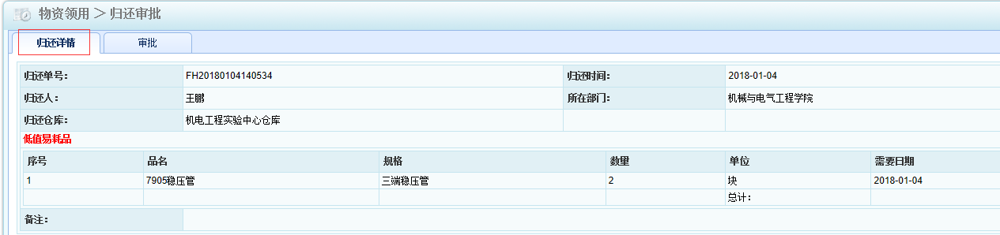 物资领用 > 归还审批
归还详情 审批
归还单号： FH20180104140534 归还时间： 2018-01-04
归还人： 王鹏 所在部门： 机械与电气工程学院
归还仓库： 机电工程实验中心仓库
低值易耗品
序号 品名 规格 数量 单位 需要日期
1 7905稳压管 三端稳压管 2 块 2018-01-04
总计：
备注：